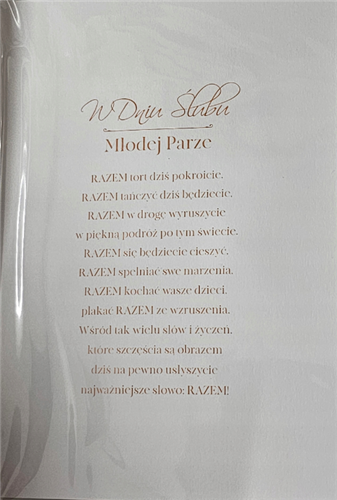 W Dniu Ślubu
Młodej Parze
RAZEM tort dziś pokroicie,
RAZEM tańczyć dziś będziecie,
RAZEM w drogę wyruszycie
w piękną podróż po tym świecie.
RAZEM się będziecie cieszyć,
RAZEM spełniać swe marzenia,
RAZEM kochać wasze dzieci,
płakać RAZEM ze wzruszenia.
Wśród tak wielu słów i życzeń,
które szczęścia są obrazem
dziś na pewno usłyszycie
najważniejsze słowo: RAZEM!